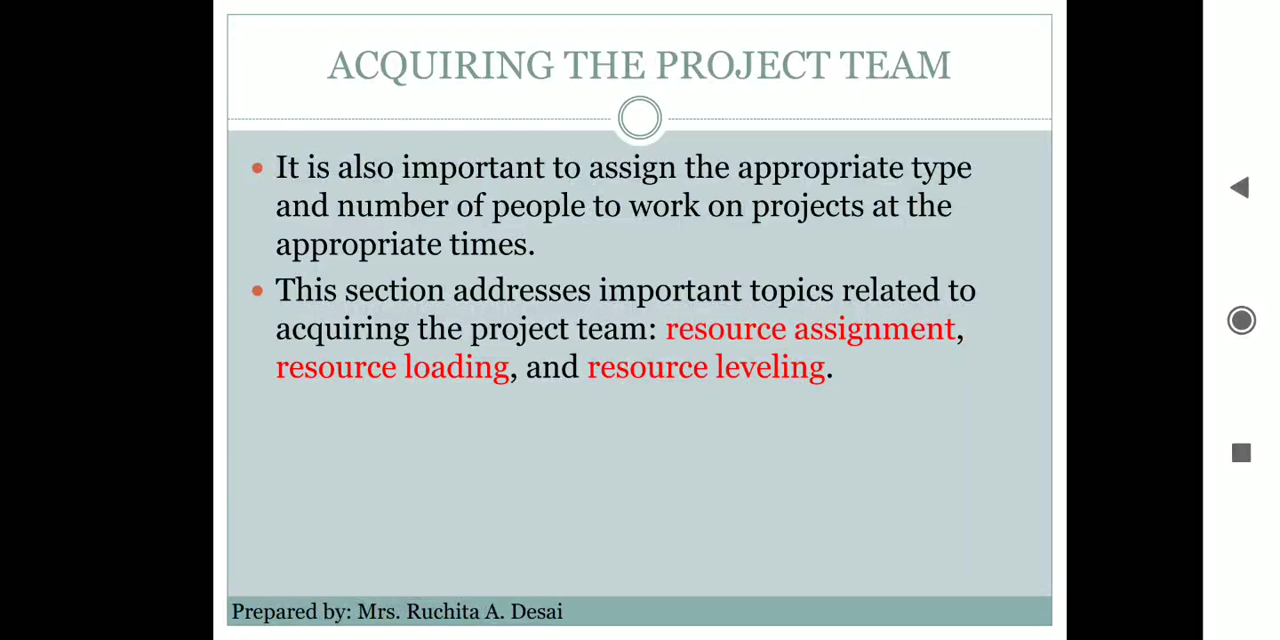 ACQUIRING THE PROJECT TEAM
• It is also important to assign the appropriate type
and number of people to work on projects at the
appropriate times.
• This section addresses important topics related to
acquiring the project team: resource assignment,
resource loading, and resource leveling.
Prepared by: Mrs. Ruchita A. Desai